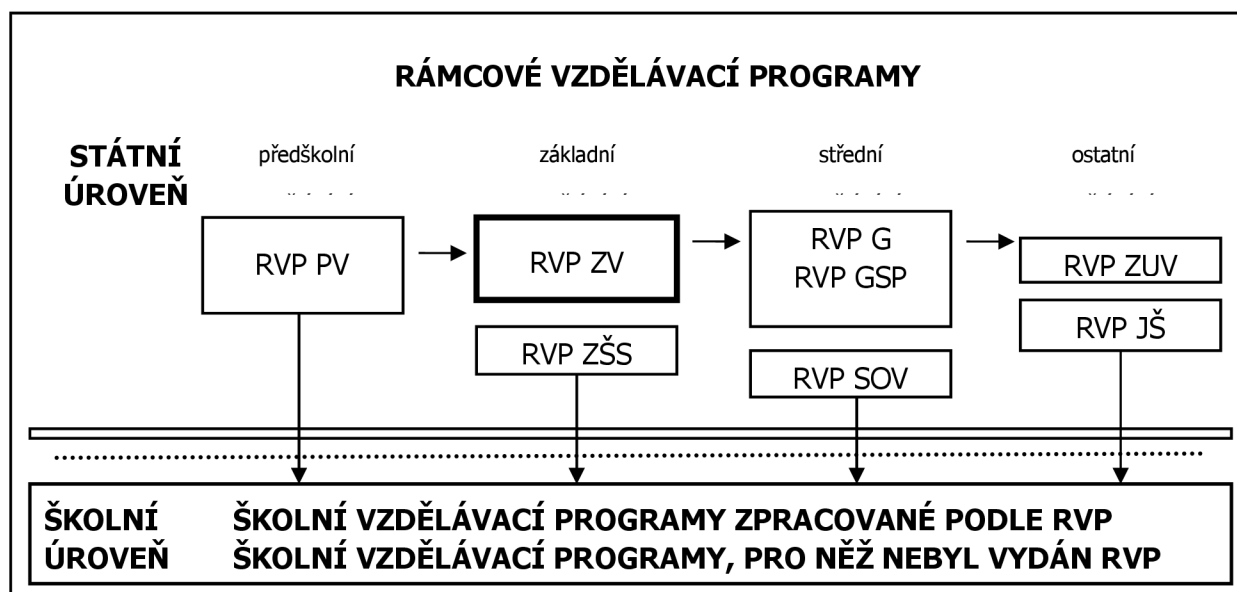 RÁMCOVÉ VZDĚLÁVACÍ PROGRAMY
STÁTNÍ
ÚROVEŇ
předškolní
základní
střední
ostatní
RVP PV
RVP ZV
RVP G
RVP GSP
RVP ZUV
RVP ZŠS
RVP SOV
RVP JŠ
ŠKOLNÍ ŠKOLNÍ VZDĚLÁVACÍ PROGRAMY ZPRACOVANÉ PODLE RVP
ÚROVEŇ ŠKOLNÍ VZDĚLÁVACÍ PROGRAMY, PRO NĚŽ NEBYL VYDÁN RVP